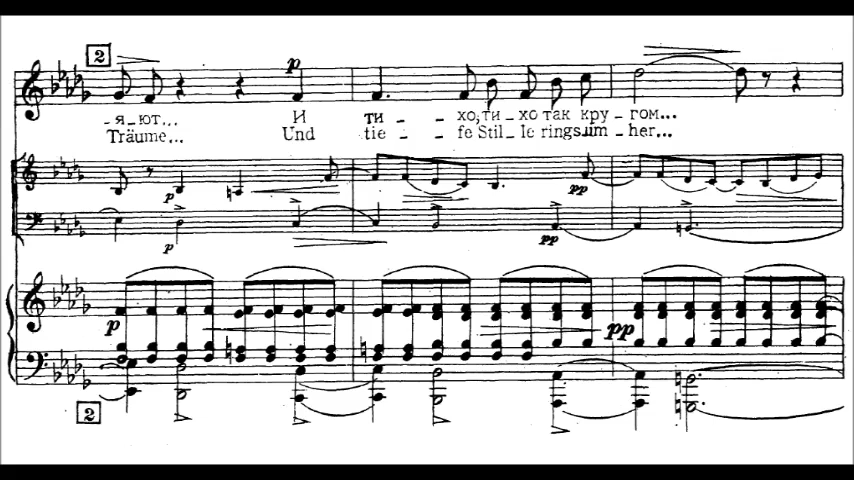 2
p
-я-ют... И ти - - хо, ти - хо так кру - гом...
Träume... Und tie - - fe Stil - le rings um - her...
p
pp
p
pp
p
pp
2